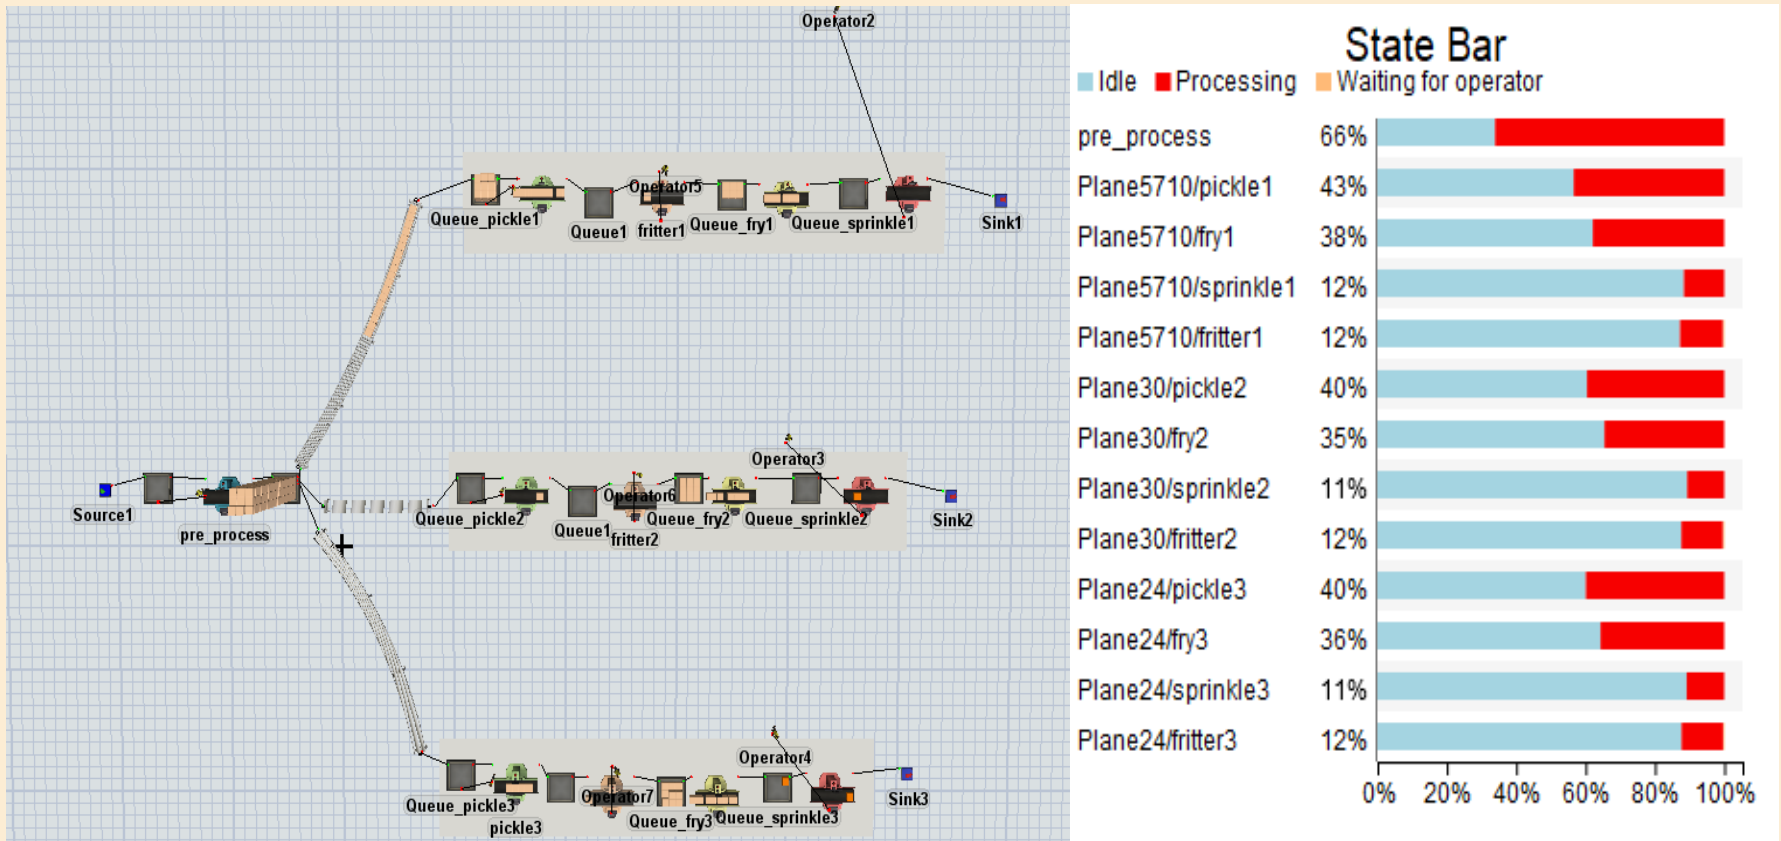 Operator2
Operator5
Queue_pickle1
Queue1
fritter1
Queue_fry1
Queue_sprinkle1
Sink1
Operator3
Operator6
Source1
pre_process
Queue_pickle2
Queue1
fritter2
Queue_fry2
Queue_sprinkle2
Sink2
Operator4
Operator7
Queue_pickle3
pickle3
Queue_fry3
Queue_sprinkle3
Sink3
State Bar
Idle Processing Waiting for operator
pre_process 66%
Plane5710/pickle1 43%
Plane5710/fry1 38%
Plane5710/sprinkle1 12%
Plane5710/fritter1 12%
Plane30/pickle2 40%
Plane30/fry2 35%
Plane30/sprinkle2 11%
Plane30/fritter2 12%
Plane24/pickle3 40%
Plane24/fry3 36%
Plane24/sprinkle3 11%
Plane24/fritter3 12%
0% 20% 40% 60% 80% 100%